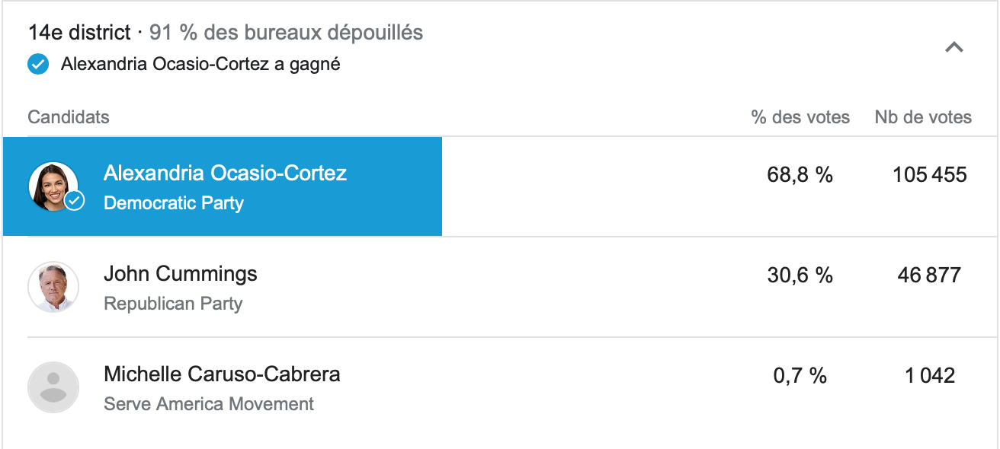 14e district · 91 % des bureaux dépouillés
Alexandria Ocasio-Cortez a gagné
Candidats % des votes Nb de votes
Alexandria Ocasio-Cortez 68,8 % 105 455
Democratic Party
John Cummings 30,6 % 46 877
Republican Party
Michelle Caruso-Cabrera 0,7 % 1 042
Serve America Movement